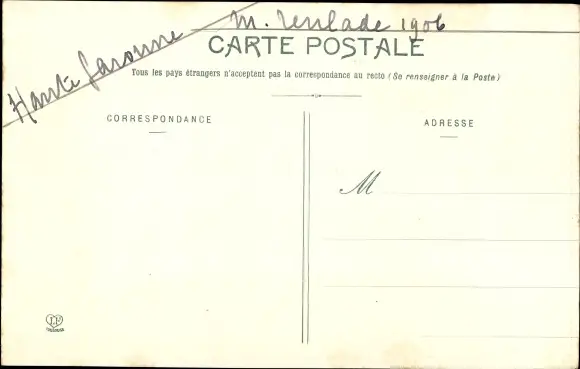 Haute Garonne
M. 1906
CARTE POSTALE
Tous les pays étrangers n'acceptent pas la correspondance au recto (Se renseigner à la Poste)
CORRESPONDANCE
ADRESSE
M